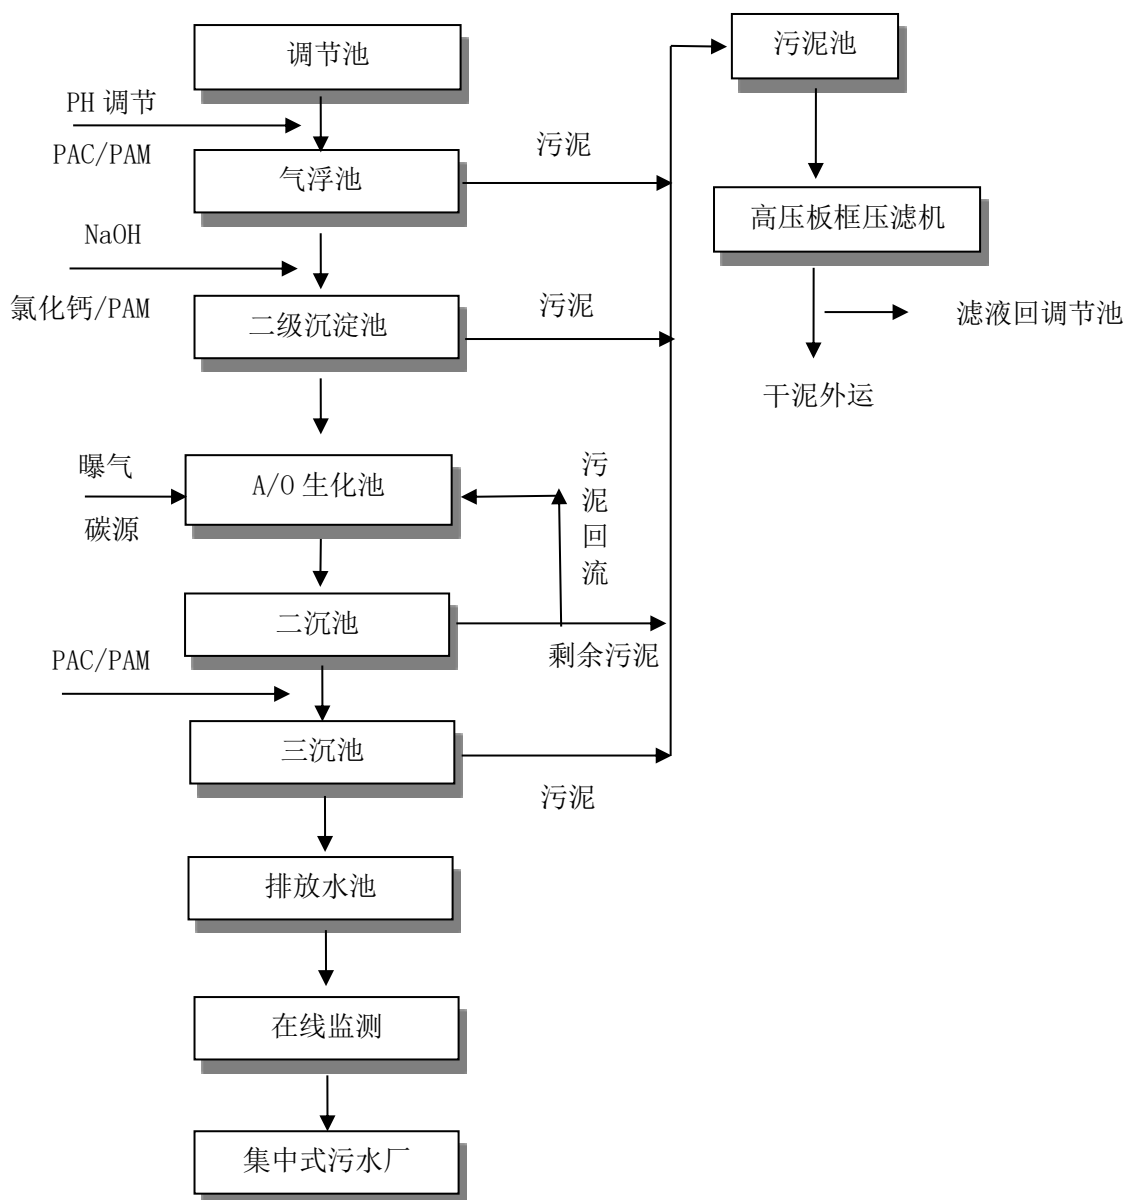 调节池
污泥池
PH 调节
PAC/PAM
污泥
气浮池
高压板框压滤机
NaOH
氯化钙/PAM
污泥
二级沉淀池
滤液回调节池
干泥外运
曝气
碳源
A/O 生化池
污泥回流
二沉池
剩余污泥
PAC/PAM
三沉池
污泥
排放水池
在线监测
集中式污水厂